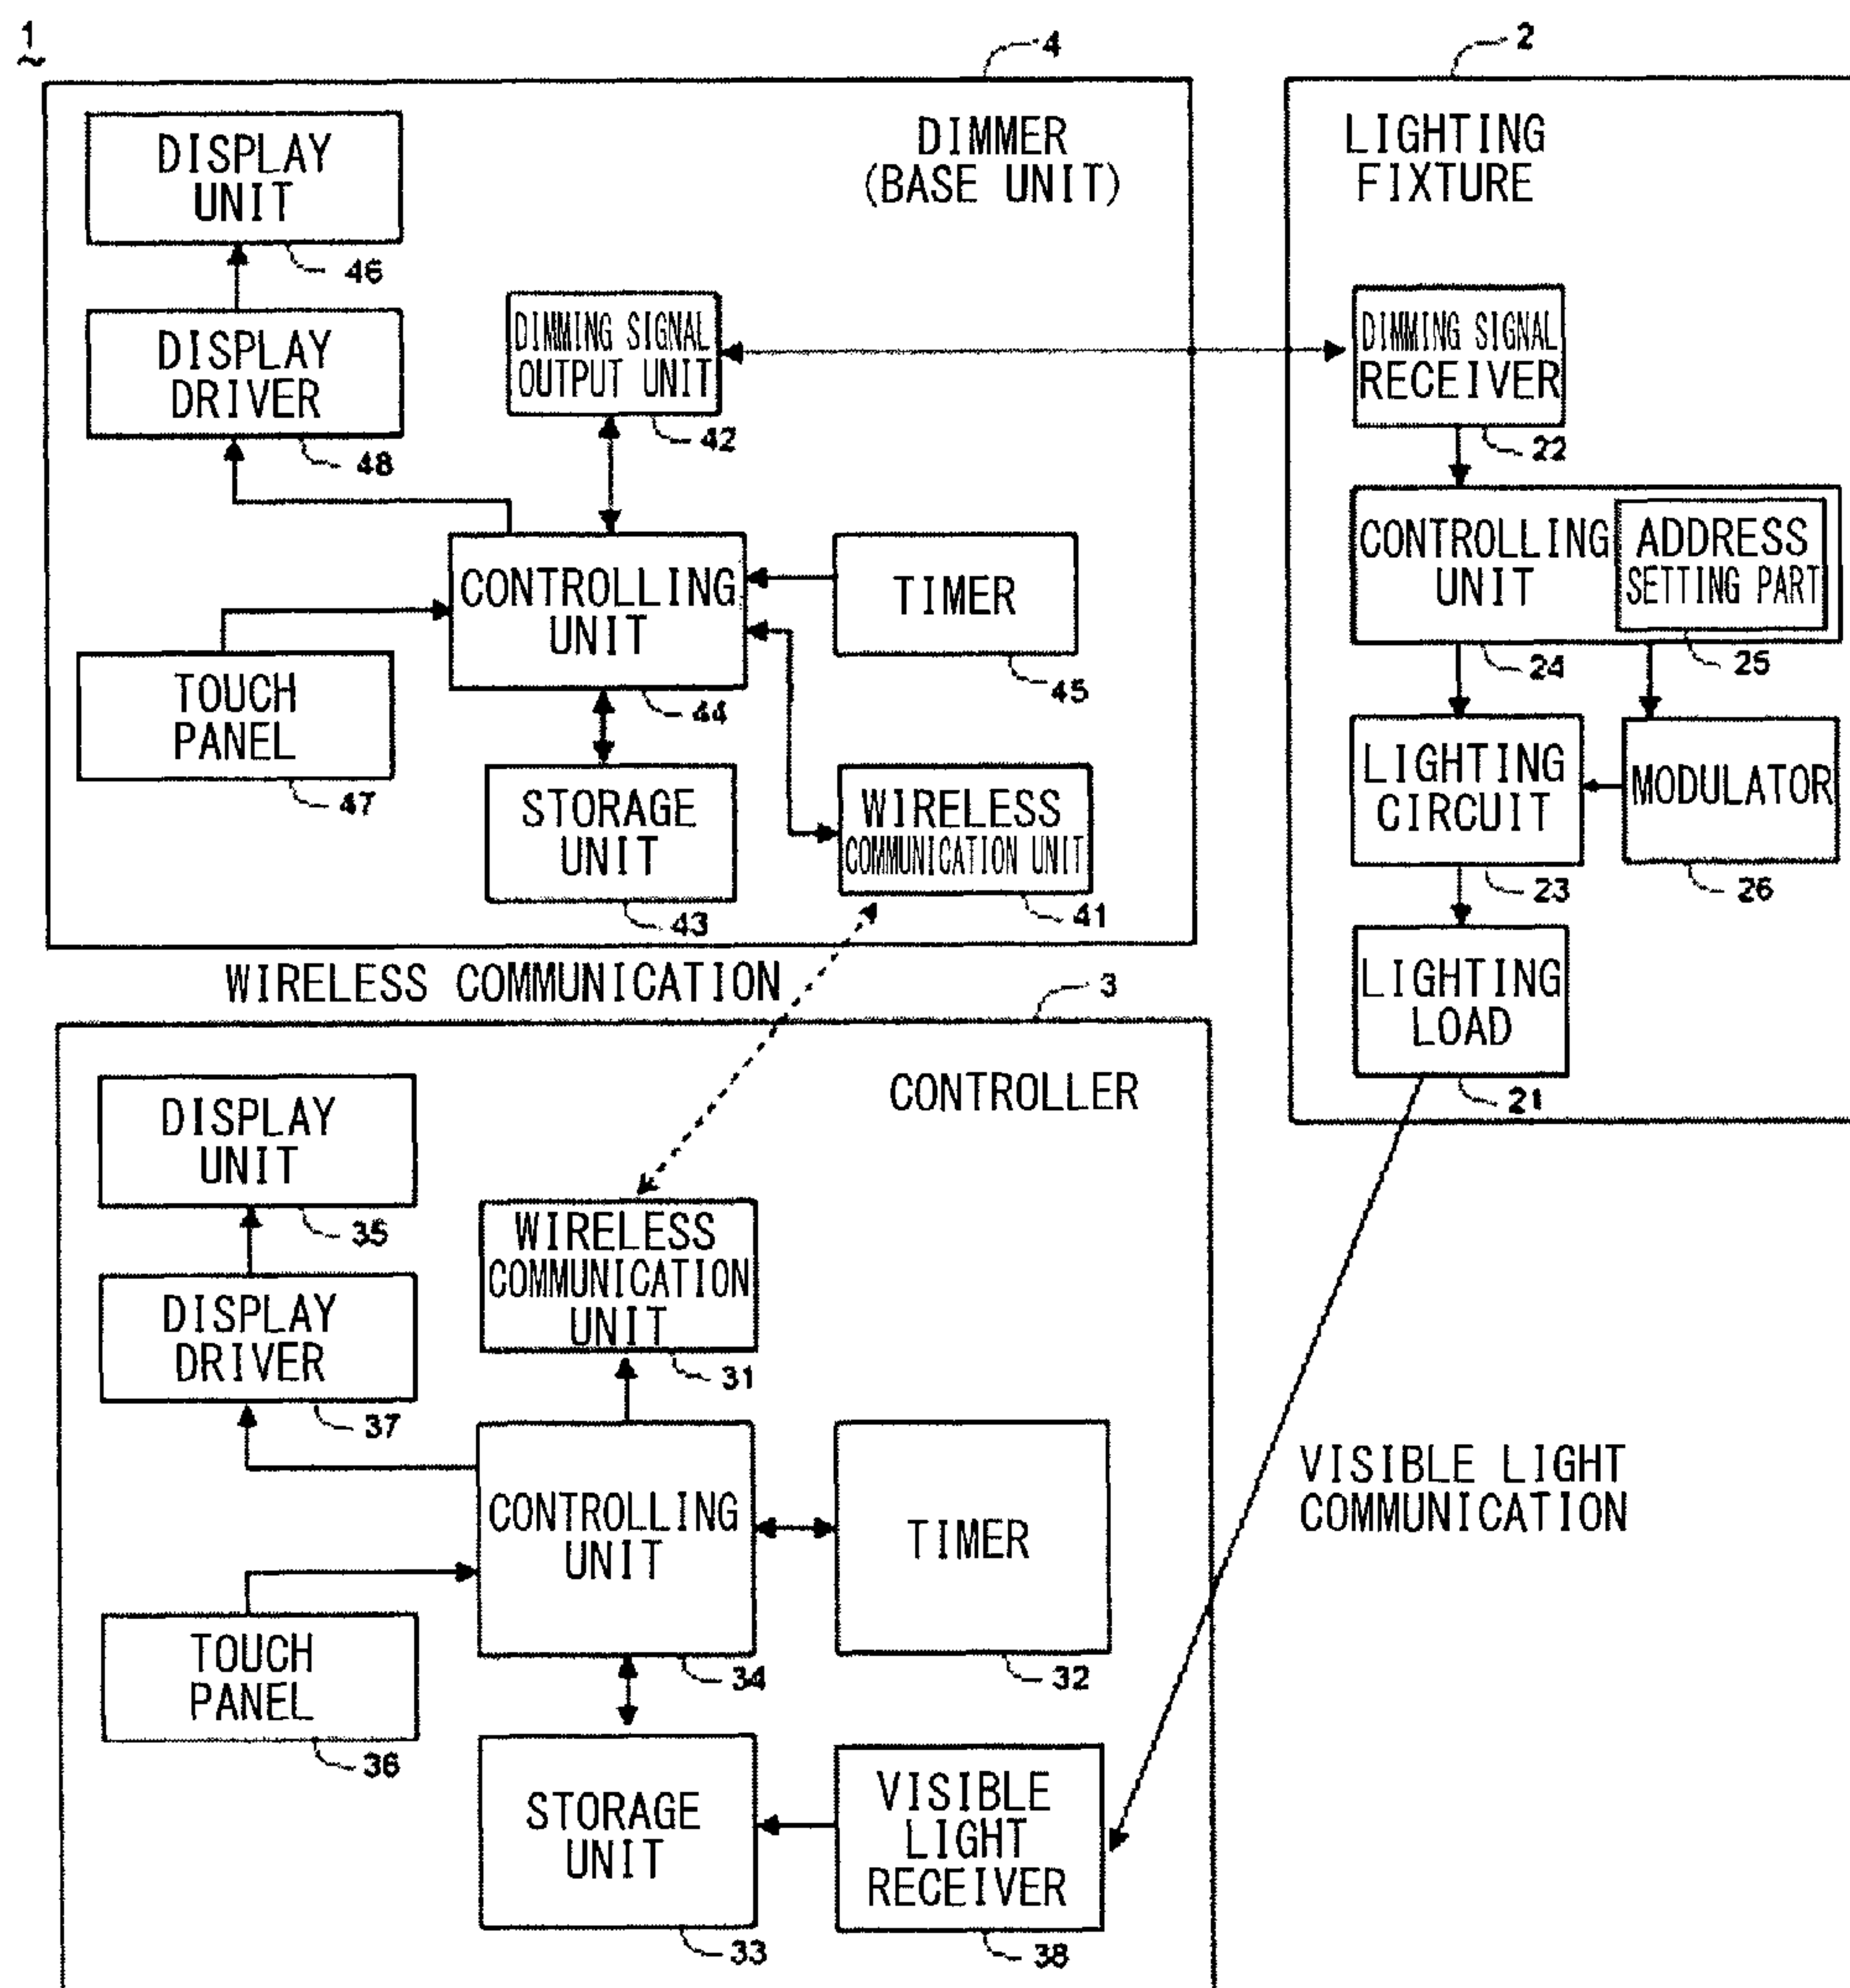 1
4
DIMMER
(BASE UNIT)
DISPLAY
UNIT
46
DISPLAY
DRIVER
48
DIMMING SIGNAL
OUTPUT UNIT
42
CONTROLLING
UNIT
44
TIMER
45
TOUCH
PANEL
47
STORAGE
UNIT
43
WIRELESS
COMMUNICATION UNIT
41
2
LIGHTING
FIXTURE
DIMMING SIGNAL
RECEIVER
22
CONTROLLING
UNIT
24
ADDRESS
SETTING PART
25
LIGHTING
CIRCUIT
23
MODULATOR
26
LIGHTING
LOAD
21
WIRELESS COMMUNICATION
3
CONTROLLER
DISPLAY
UNIT
35
DISPLAY
DRIVER
37
WIRELESS
COMMUNICATION
UNIT
31
CONTROLLING
UNIT
34
TIMER
32
TOUCH
PANEL
36
STORAGE
UNIT
33
VISIBLE
LIGHT
RECEIVER
38
VISIBLE LIGHT
COMMUNICATION